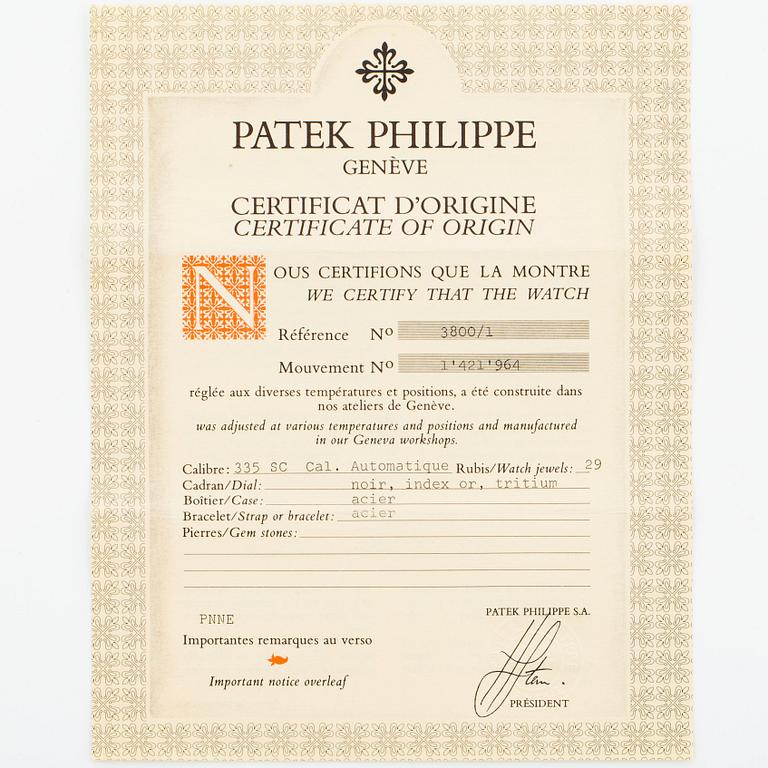 PATEK PHILIPPE
GENÈVE
CERTIFICAT D'ORIGINE
CERTIFICATE OF ORIGIN
NOUS CERTIFIONS QUE LA MONTRE
WE CERTIFY THAT THE WATCH
Référence No 3800/1
Mouvement No 1'421'964
réglée aux diverses températures et positions, a été construite dans
nos ateliers de Genève.
was adjusted at various temperatures and positions and manufactured
in our Geneva workshops.
Calibre: 335 SC Cal. Automatique Rubis/Watch jewels: 29
Cadran/Dial: noir, index or, tritium
Boîtier/Case: acier
Bracelet/Strap or bracelet: acier
Pierres/Gem stones:
PATEK PHILIPPE S.A.
PNNE
Importantes remarques au verso
Important notice overleaf
Stern.
PRÉSIDENT